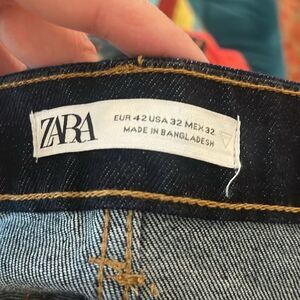 ZARA
EUR 42 USA 32 MEX 32
MADE IN BANGLADESH